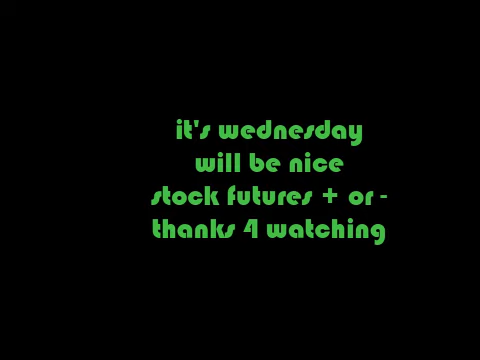 it's wednesday
will be nice
stock futures + or -
thanks 4 watching